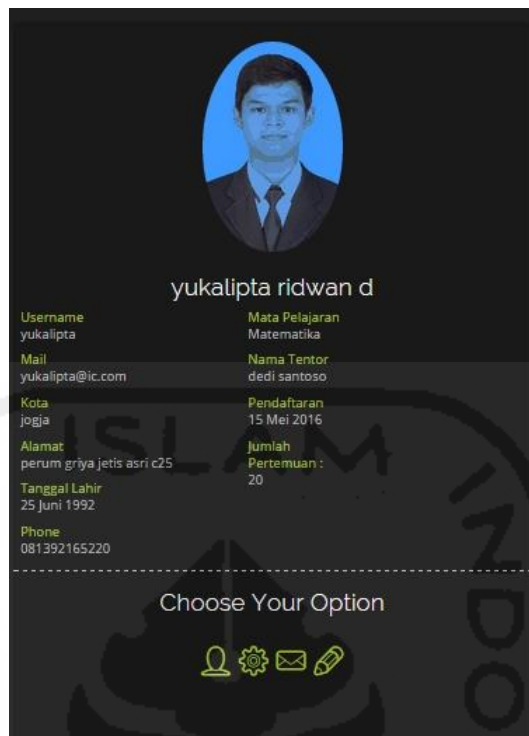 yukalipta ridwan d
Username
yukalipta
Mail
yukalipta@ic.com
Kota
jogja
Alamat
perum griya jetis asri c25
Tanggal Lahir
25 Juni 1992
Phone
081392165220
Mata Pelajaran
Matematika
Nama Tentor
dedi santoso
Pendaftaran
15 Mei 2016
Jumlah
Pertemuan :
20
ISLAM INDO
Choose Your Option